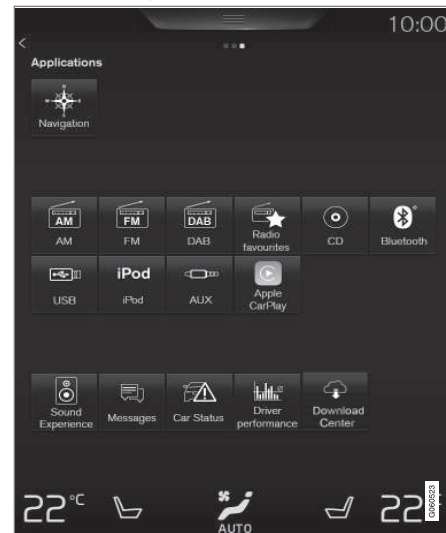 10:00
Applications
Navigation
AM
FM
DAB
AM
FM
DAB
Radio
favourites
CD
Bluetooth
iPod
USB
iPod
AUX
Apple
CarPlay
Sound
Experience
Messages
Car Status
Driver
performance
Download
Center
22°C
AUTO
22°
G060523